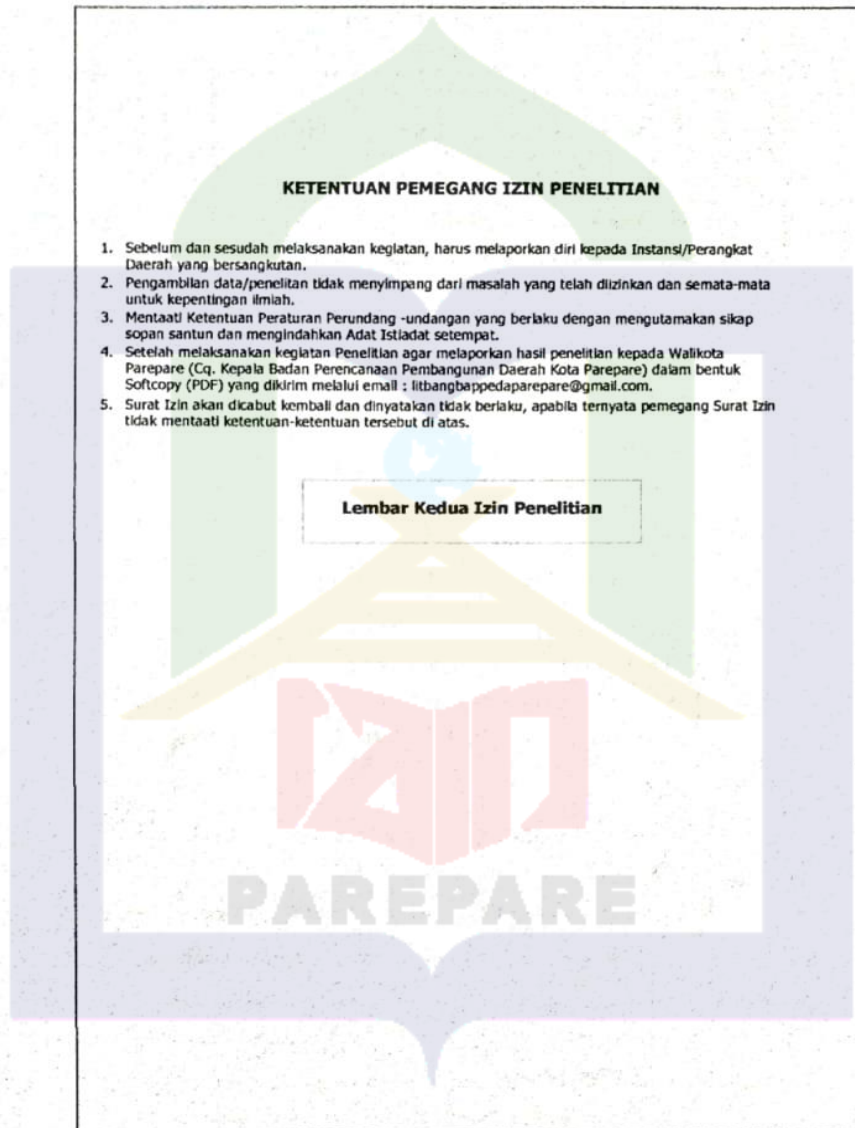 KETENTUAN PEMEGANG IZIN PENELITIAN
1. Sebelum dan sesudah melaksanakan kegiatan, harus melaporkan diri kepada Instansi/Perangkat
Daerah yang bersangkutan.
2. Pengambilan data/penelitan tidak menyimpang dari masalah yang telah diizinkan dan semata-mata
untuk kepentingan ilmiah.
3. Mentaati Ketentuan Peraturan Perundang -undangan yang berlaku dengan mengutamakan sikap
sopan santun dan mengindahkan Adat Istiadat setempat.
4. Setelah melaksanakan kegiatan Penelitian agar melaporkan hasil penelitian kepada Walikota
Parepare (Cq. Kepala Badan Perencanaan Pembangunan Daerah Kota Parepare) dalam bentuk
Softcopy (PDF) yang dikirim melalui email : litbangbappedaparepare@gmail.com.
5. Surat Izin akan dicabut kembali dan dinyatakan tidak berlaku, apabila ternyata pemegang Surat Izin
tidak mentaati ketentuan-ketentuan tersebut di atas.
Lembar Kedua Izin Penelitian
iain
PAREPARE